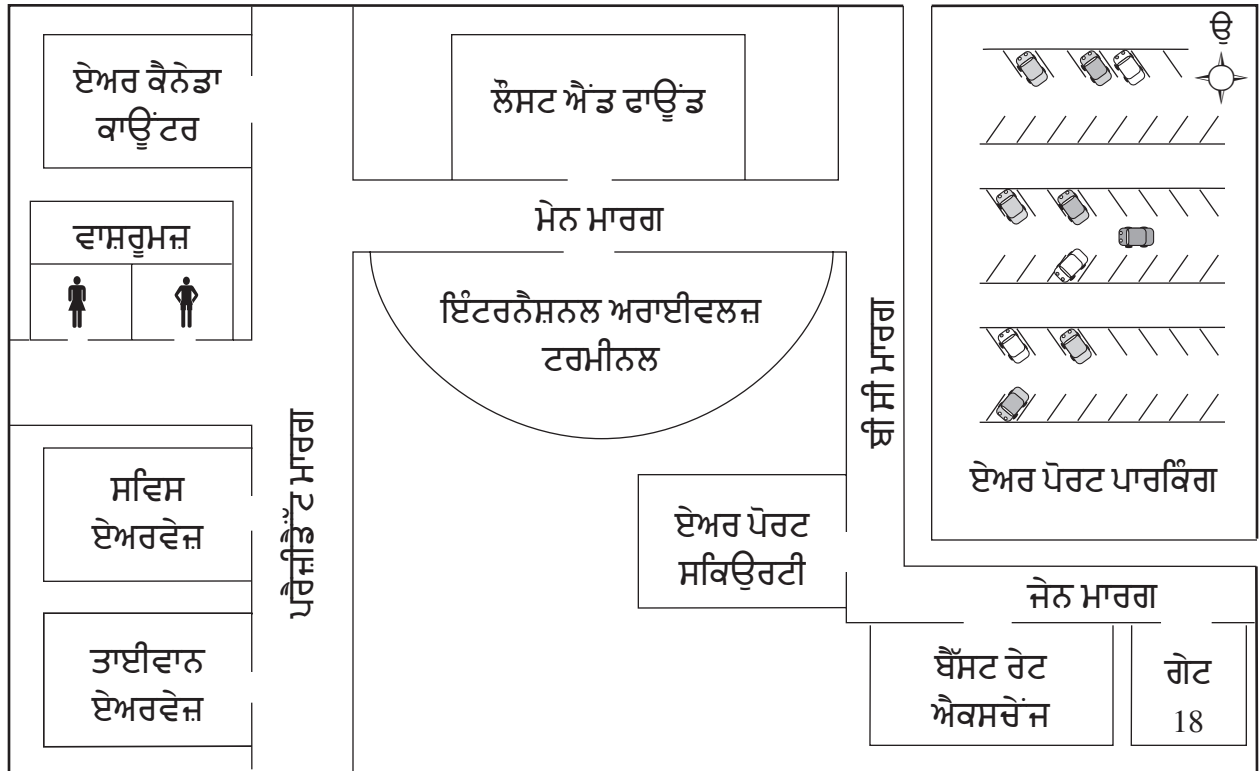 ਉ
ਏਅਰ ਕੈਨੇਡਾ
ਕਾਊਂਟਰ
ਲੌਸਟ ਐਂਡ ਫਾਊਂਡ
ਵਾਸ਼ਰੂਮਜ਼
ਮੇਨ ਮਾਰਗ
ਇੰਟਰਨੈਸ਼ਨਲ ਅਰਾਈਵਲਜ਼
ਟਰਮੀਨਲ
ਬੀ ਸੀ ਮਾਰਗ
ਪਰੈਜ਼ੀਡੈਂਟ ਮਾਰਗ
ਏਅਰ ਪੋਰਟ ਪਾਰਕਿੰਗ
ਸਵਿਸ
ਏਅਰਵੇਜ਼
ਏਅਰ ਪੋਰਟ
ਸਕਿਉਰਟੀ
ਜੇਨ ਮਾਰਗ
ਤਾਈਵਾਨ
ਏਅਰਵੇਜ਼
ਬੈੱਸਟ ਰੇਟ
ਐਕਸਚੇਂਜ
ਗੇਟ
18